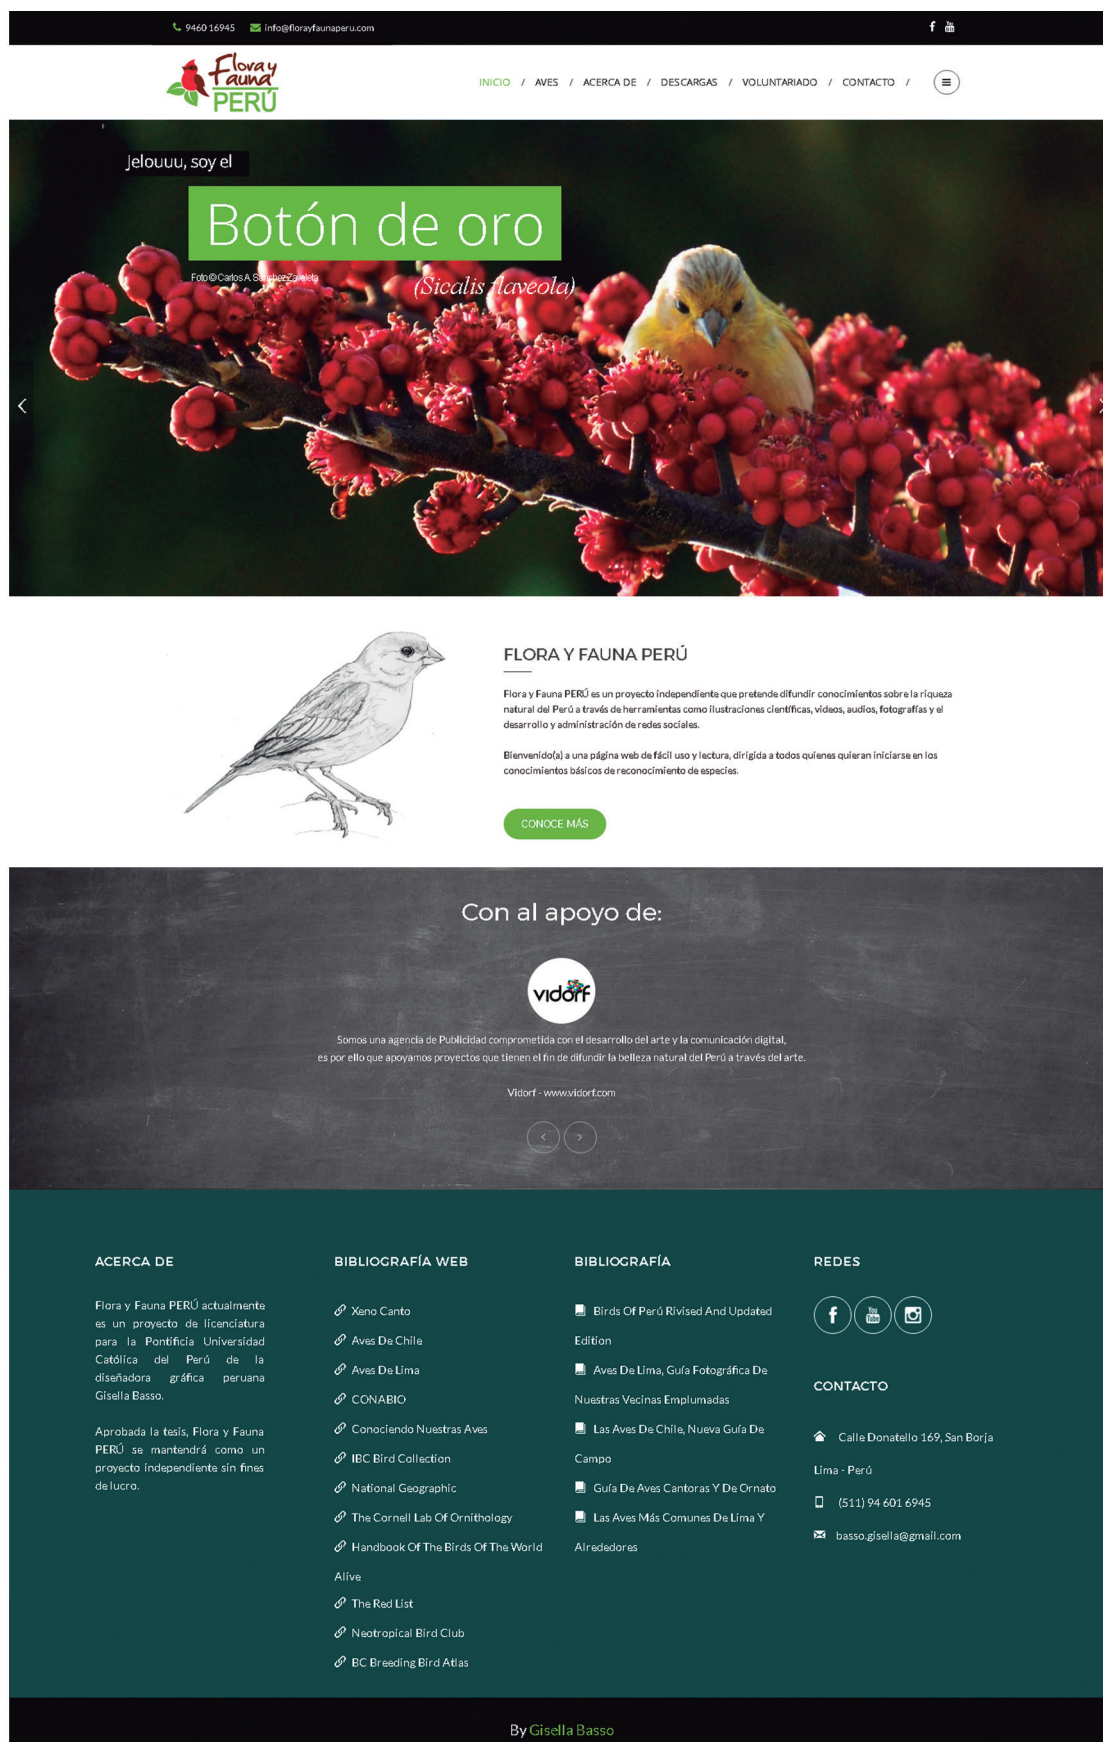 9460 16945 info@florayfaunaperu.com
Flora y
Fauna
PERÚ
INICIO / AVES / ACERCA DE / DESCARGAS / VOLUNTARIADO / CONTACTO /
Jelouuu, soy el
Botón de oro
Foto © Carlos A. Sánchez Zavaleta
(Sicalis flaveola)
FLORA Y FAUNA PERÚ
Flora y Fauna PERÚ es un proyecto independiente que pretende difundir conocimientos sobre la riqueza
natural del Perú a través de herramientas como ilustraciones científicas, videos, audios, fotografías y el
desarrollo y administración de redes sociales.
Bienvenido(a) a una página web de fácil uso y lectura, dirigida a todos quienes quieran iniciarse en los
conocimientos básicos de reconocimiento de especies.
CONOCE MÁS
Con al apoyo de:
vidorf
Somos una agencia de Publicidad comprometida con el desarrollo del arte y la comunicación digital,
es por ello que apoyamos proyectos que tienen el fin de difundir la belleza natural del Perú a través del arte.
Vidorf - www.vidorf.com
ACERCA DE
Flora y Fauna PERÚ actualmente
es un proyecto de licenciatura
para la Pontificia Universidad
Católica del Perú de la
diseñadora gráfica peruana
Gisella Basso.
Aprobada la tesis, Flora y Fauna
PERÚ se mantendrá como un
proyecto independiente sin fines
de lucro.
BIBLIOGRAFÍA WEB
Xeno Canto
Aves De Chile
Aves De Lima
CONABIO
Conociendo Nuestras Aves
IBC Bird Collection
National Geographic
The Cornell Lab Of Ornithology
Handbook Of The Birds Of The World
Alive
The Red List
Neotropical Bird Club
BC Breeding Bird Atlas
BIBLIOGRAFÍA
Birds Of Perú Rivised And Updated
Edition
Aves De Lima, Guía Fotográfica De
Nuestras Vecinas Emplumadas
Las Aves De Chile, Nueva Guía De
Campo
Guía De Aves Cantoras Y De Ornato
Las Aves Más Comunes De Lima Y
Alrededores
REDES
You
Tube
CONTACTO
Calle Donatello 169, San Borja
Lima - Perú
(511) 94 601 6945
basso.gisella@gmail.com
By Gisella Basso